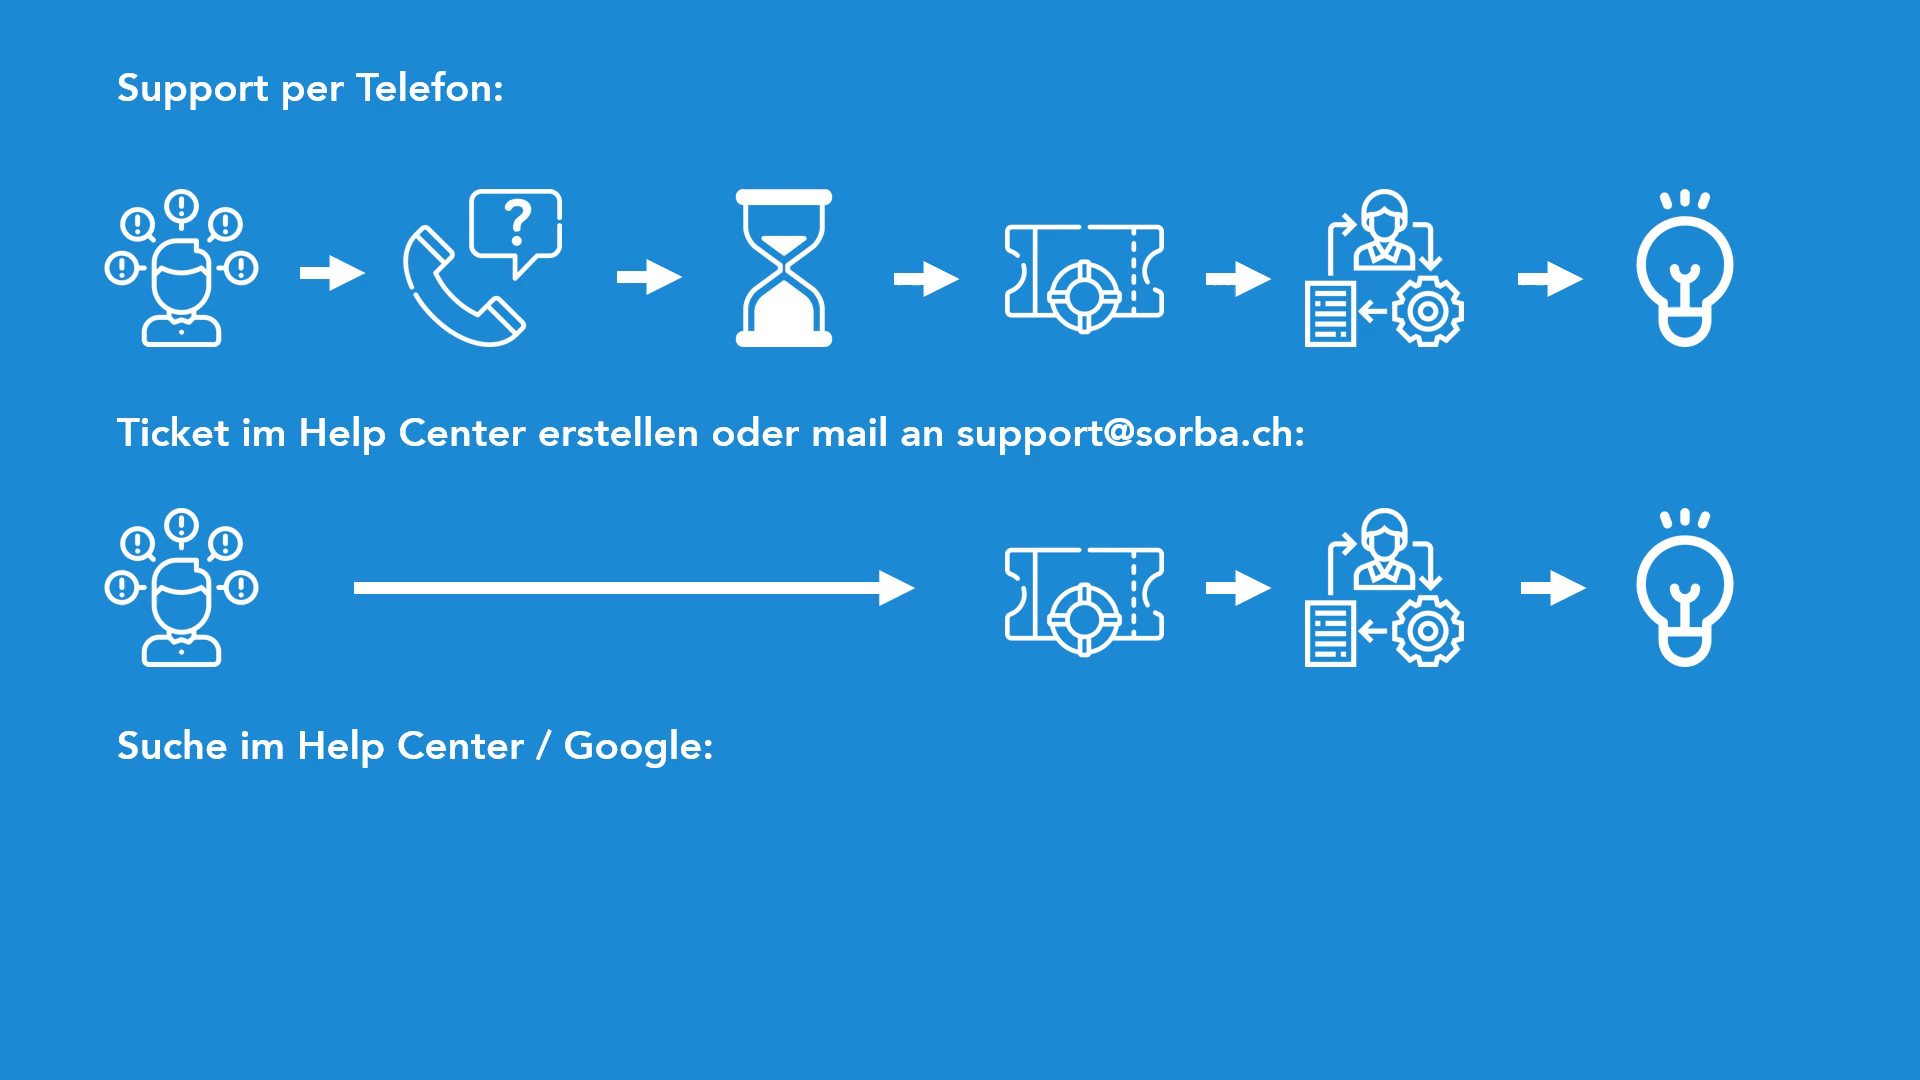 Support per Telefon:
?
Ticket im Help Center erstellen oder mail an support@sorba.ch:
Suche im Help Center / Google: